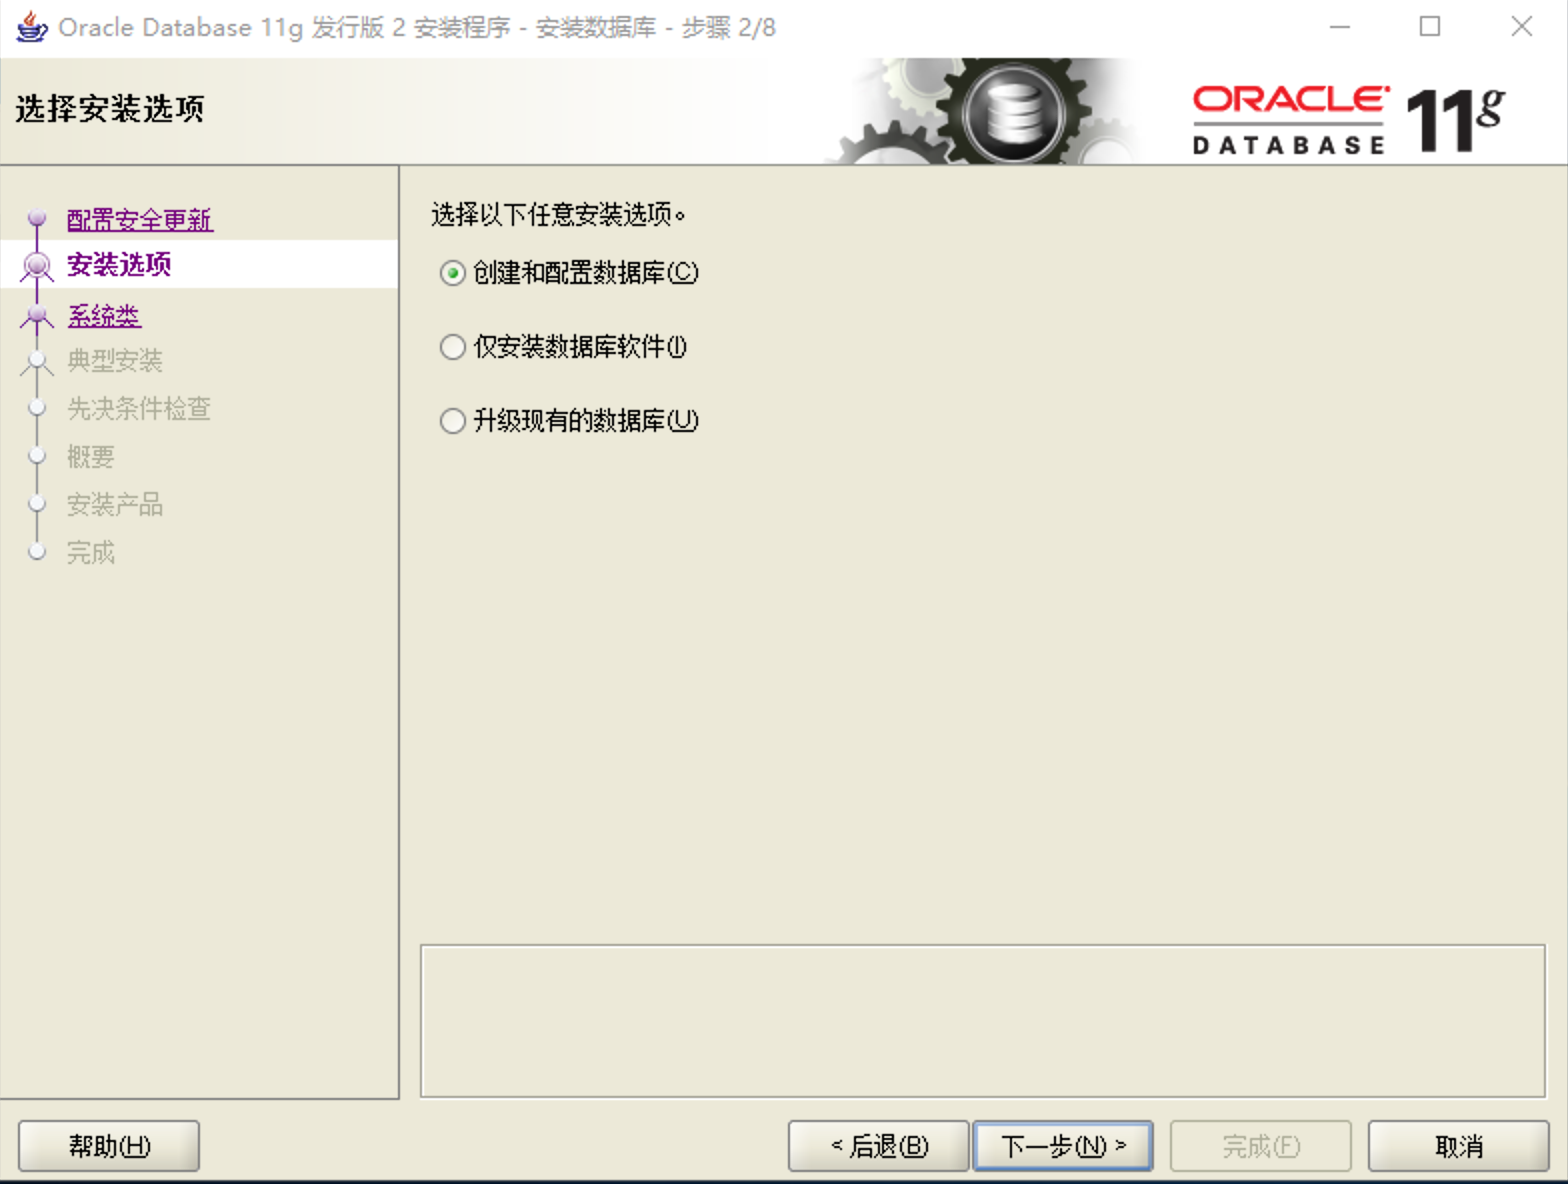 Oracle Database 11g 发行版 2 安装程序 - 安装数据库 - 步骤 2/8
选择安装选项
ORACLE
DATABASE
11g
配置安全更新
安装选项
系统类
典型安装
先决条件检查
概要
安装产品
完成
选择以下任意安装选项。
创建和配置数据库(C)
仅安装数据库软件(I)
升级现有的数据库(U)
帮助(H)
< 后退(B)
下一步(N) >
完成(F)
取消